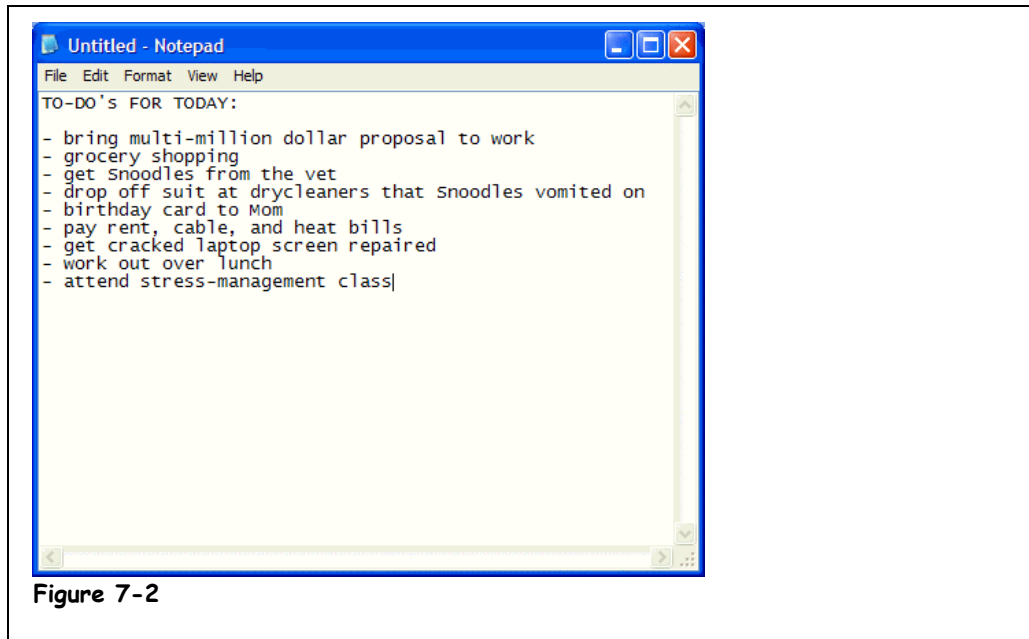 Untitled - Notepad
File Edit Format View Help
TO-DO's FOR TODAY:
- bring multi-million dollar proposal to work
- grocery shopping
- get Snoodles from the vet
- drop off suit at drycleaners that Snoodles vomited on
- birthday card to Mom
- pay rent, cable, and heat bills
- get cracked laptop screen repaired
- work out over lunch
- attend stress-management class
Figure 7-2